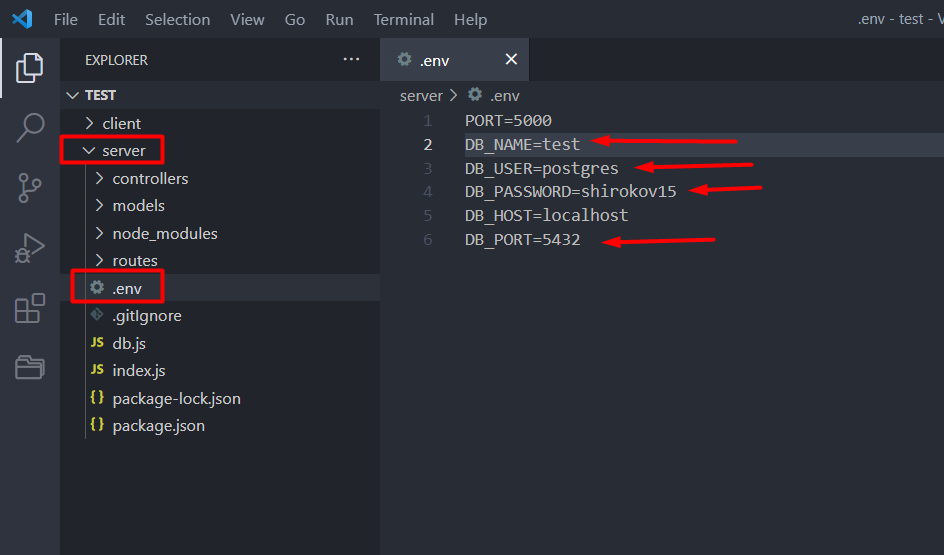 File Edit Selection View Go Run Terminal Help .env - test - V
EXPLORER ...
.env
TEST
server > .env
client
server
controllers
models
node_modules
routes
.env
.gitIgnore
JS db.js
JS index.js
{} package-lock.json
{} package.json
1 PORT=5000
2 DB_NAME=test
3 DB_USER=postgres
4 DB_PASSWORD=shirokov15
5 DB_HOST=localhost
6 DB_PORT=5432